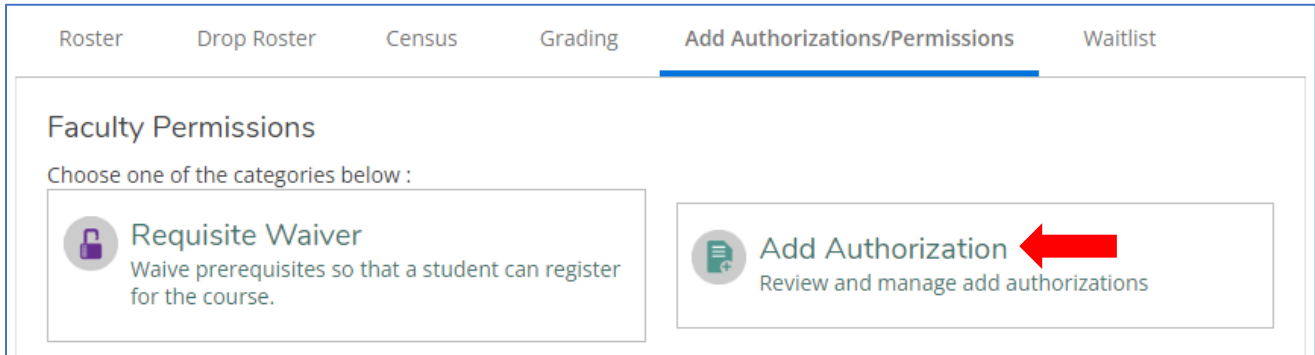 Roster Drop Roster Census Grading Add Authorizations/Permissions Waitlist
Faculty Permissions
Choose one of the categories below :
Requisite Waiver
Waive prerequisites so that a student can register
for the course.
Add Authorization
Review and manage add authorizations